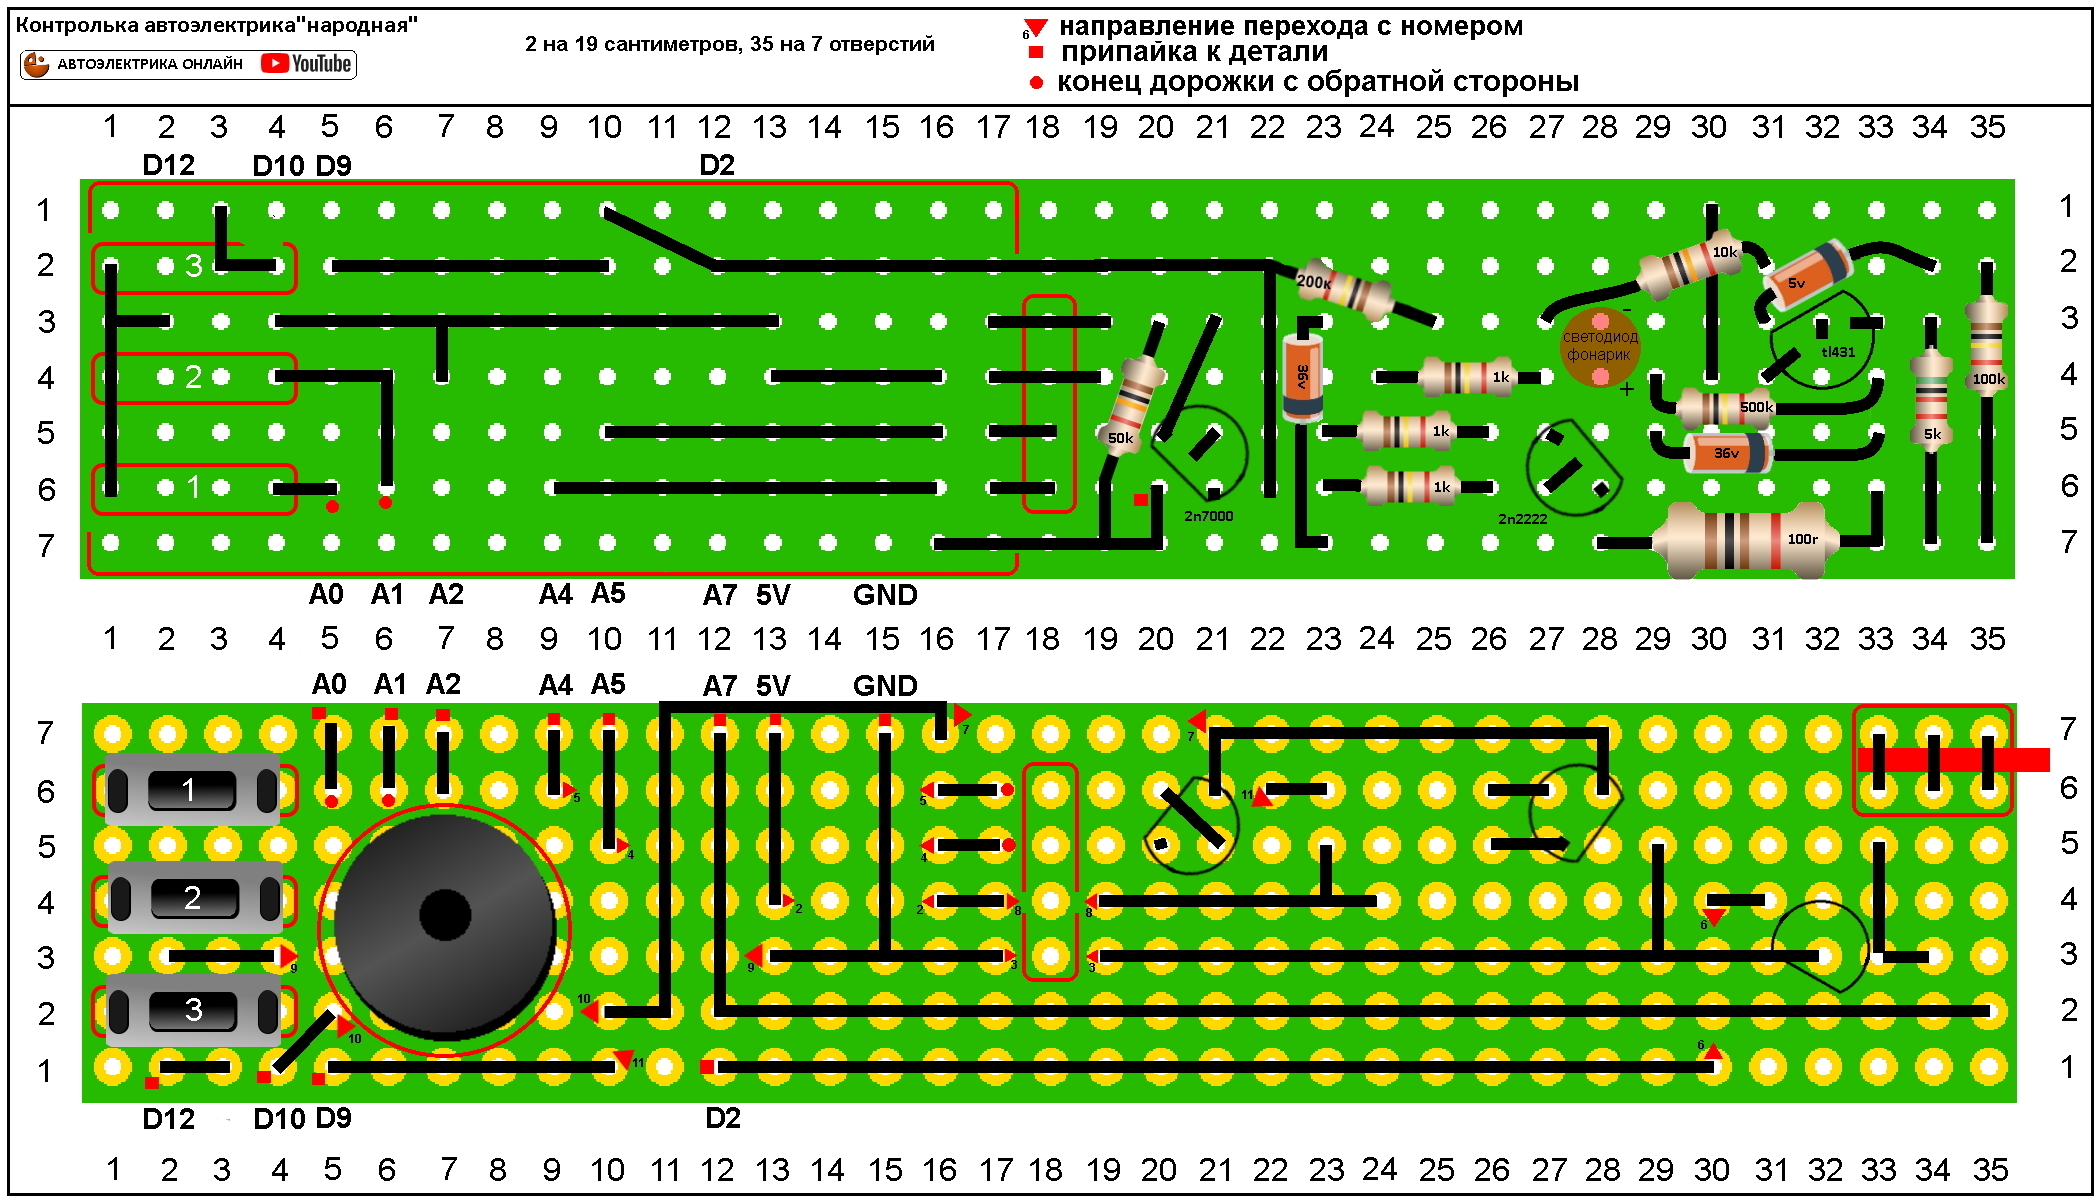 Контролька автоэлектрика"народная"
АВТОЭЛЕКТРИКА ОНЛАЙН YouTube
2 на 19 сантиметров, 35 на 7 отверстий
6 направление перехода с номером
припайка к детали
конец дорожки с обратной стороны
1 2 3 4 5 6 7 8 9 10 11 12 13 14 15 16 17 18 19 20 21 22 23 24 25 26 27 28 29 30 31 32 33 34 35
D12 D10 D9 D2
1 1
2 3 10k 2
200к 5v
3 - 3
светодиод
фонарик tl431
4 2 36v 1k + 100k 4
500k
5 50k 1k 5k 5
36v
6 1 1k 6
2n7000 2n2222
7 100r 7
A0 A1 A2 A4 A5 A7 5V GND
1 2 3 4 5 6 7 8 9 10 11 12 13 14 15 16 17 18 19 20 21 22 23 24 25 26 27 28 29 30 31 32 33 34 35
A0 A1 A2 A4 A5 A7 5V GND
7 7 7 7
6 1 5 5 11 6
5 4 4 5
4 2 2 2 8 8 6 4
3 9 9 3 3 3
2 3 10 2
10 6
1 11 1
D12 D10 D9 D2
1 2 3 4 5 6 7 8 9 10 11 12 13 14 15 16 17 18 19 20 21 22 23 24 25 26 27 28 29 30 31 32 33 34 35